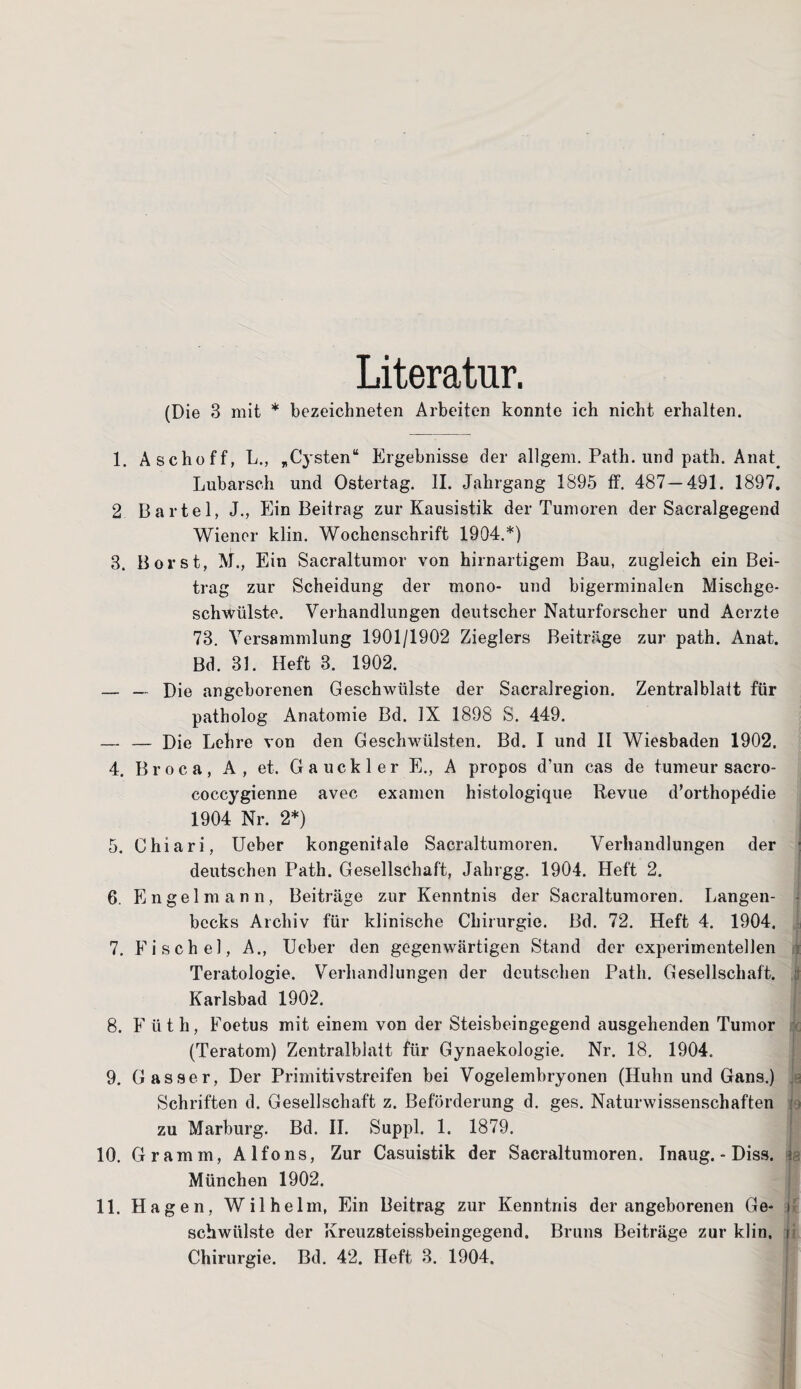 Literatur.
(Die 3 mit * bezeichneten Arbeiten konnte ich nicht erhalten.
1. Aschoff, L., „Cysten“ Ergebnisse der allgem. Path. und path. Anat.
Lubarsch und Ostertag. II. Jahrgang 1895 ff. 487—491. 1897.
2 Bartel, J., Ein Beitrag zur Kausistik der Tumoren der Sacralgegend
Wiener klin. Wochenschrift 1904.*)
3. Borst, M., Ein Sacraltumor von hirnartigem Bau, zugleich ein Bei-
trag zur Scheidung der mono- und bigerminalen Mischge-
schwülste. Verhandlungen deutscher Naturforscher und Aerzte
73. Versammlung 1901/1902 Zieglers Beiträge zur path. Anat.
Bd. 31. Heft 3. 1902.
— — Die angeborenen Geschwülste der Sacralregion. Zentralblatt für
patholog Anatomie Bd. IX 1898 S. 449.
— — Die Lehre von den Geschwülsten. Bd. I und II Wiesbaden 1902.
4. Broca, A, et. Gauckler E., A propos d'un cas de tumeur sacro-
coccygienne avec examen histologique Revue d'orthopédie
1904 Nr. 2*)
5. Chiari, Ueber kongenitale Sacraltumoren. Verhandlungen der
deutschen Path. Gesellschaft, Jahrgg. 1904. Heft 2.
6. Engelmann, Beiträge zur Kenntnis der Sacraltumoren. Langen-
becks Archiv für klinische Chirurgie. Bd. 72. Heft 4. 1904.
7. Fischel, A., Ueber den gegenwärtigen Stand der experimentellen
Teratologie. Verhandlungen der deutschen Path. Gesellschaft.
Karlsbad 1902.
8. Füth, Foetus mit einem von der Steisbeingegend ausgehenden Tumor
(Teratom) Zentralblatt für Gynaekologie. Nr. 18. 1904.
9. Gasser, Der Primitivstreifen bei Vogelembryonen (Huhn und Gans.)
Schriften d. Gesellschaft z. Beförderung d. ges. Naturwissenschaften
zu Marburg. Bd. II. Suppl. 1. 1879.
10. Gramm, Alfons, Zur Casuistik der Sacraltumoren. Inaug.-Diss.
München 1902.
11. Hagen, Wilhelm, Ein Beitrag zur Kenntnis der angeborenen Ge-
schwülste der Kreuzsteissbeingegend. Bruns Beiträge zur klin.
Chirurgie. Bd. 42. Heft 3. 1904.